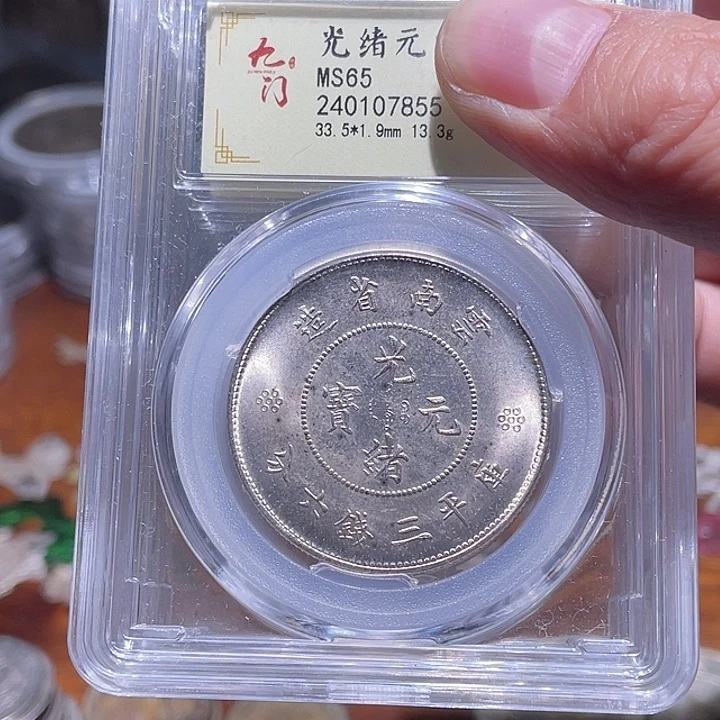 九门
光绪元
MS65
240107855
33.5*1.9mm 13.3g
雲南省造
光緒元寶
庫平三錢六分